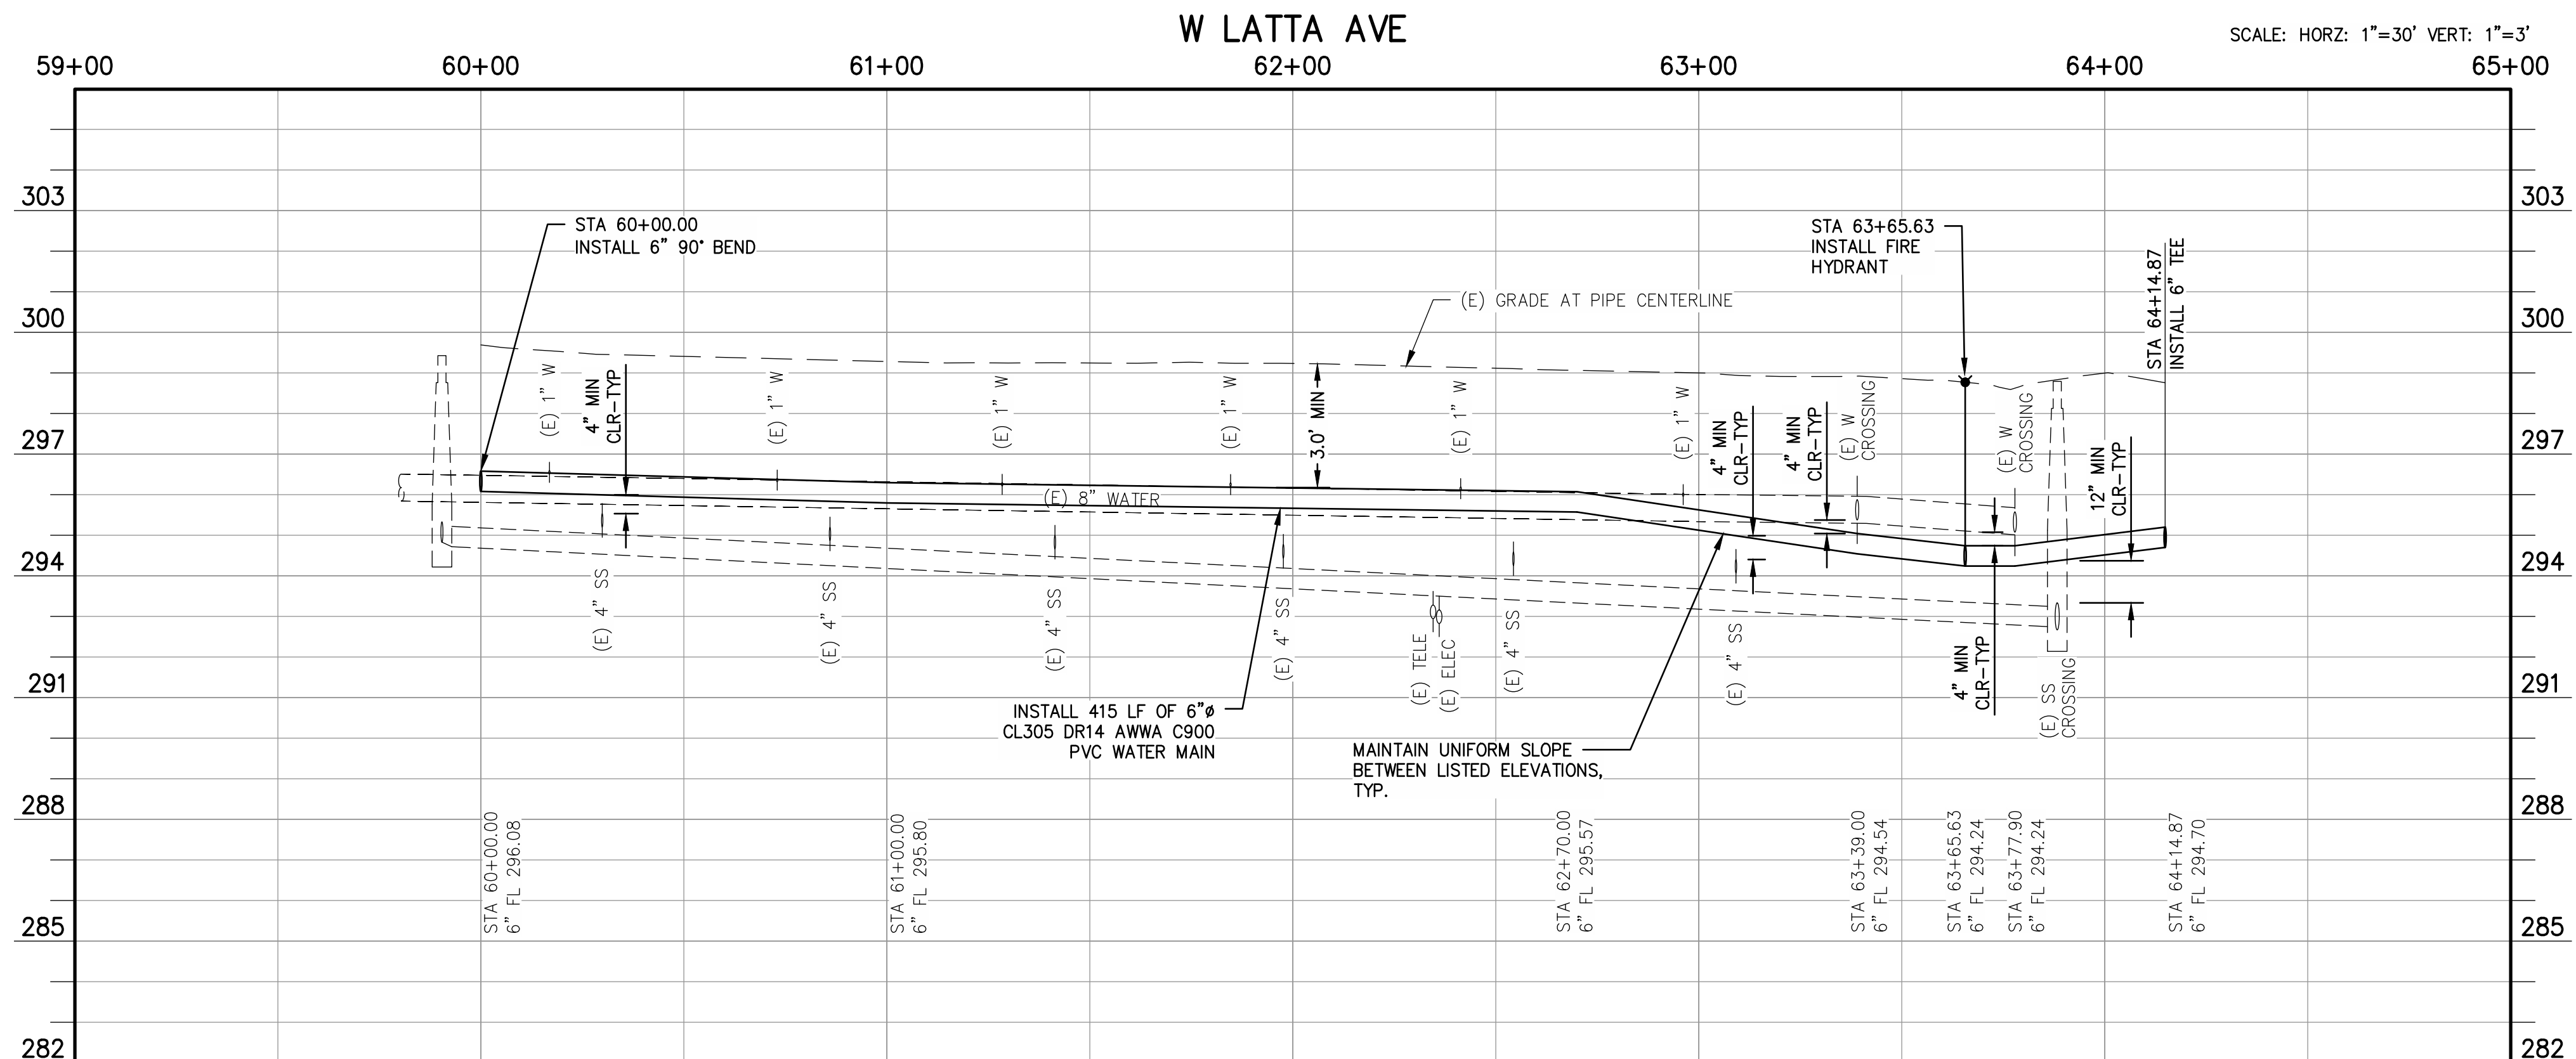 W LATTA AVE
SCALE: HORZ: 1"=30' VERT: 1"=3'
59+00 60+00 61+00 62+00 63+00 64+00 65+00
303 303
300 300
297 297
294 294
291 291
288 288
285 285
282 282
STA 60+00.00
INSTALL 6" 90° BEND
STA 63+65.63
INSTALL FIRE
HYDRANT
STA 64+14.87
INSTALL 6" TEE
(E) GRADE AT PIPE CENTERLINE
(E) 1" W
4" MIN
CLR-TYP
(E) 1" W
(E) 1" W
(E) 1" W
3.0' MIN
(E) 1" W
(E) 1" W
4" MIN
CLR-TYP
4" MIN
CLR-TYP
(E) W
CROSSING
(E) W
CROSSING
12" MIN
CLR-TYP
(E) 8" WATER
(E) 4" SS
(E) 4" SS
(E) 4" SS
(E) 4" SS
(E) TELE
(E) ELEC
(E) 4" SS
(E) 4" SS
4" MIN
CLR-TYP
(E) SS
CROSSING
INSTALL 415 LF OF 6"ø
CL305 DR14 AWWA C900
PVC WATER MAIN
MAINTAIN UNIFORM SLOPE
BETWEEN LISTED ELEVATIONS,
TYP.
STA 60+00.00
6" FL 296.08
STA 61+00.00
6" FL 295.80
STA 62+70.00
6" FL 295.57
STA 63+39.00
6" FL 294.54
STA 63+65.63
6" FL 294.24
STA 63+77.90
6" FL 294.24
STA 64+14.87
6" FL 294.70